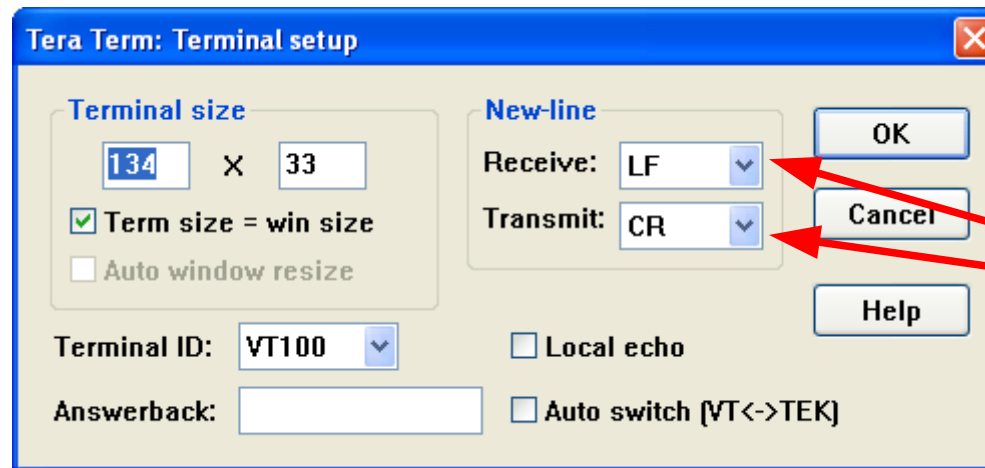 Tera Term: Terminal setup
Terminal size
134 X 33
Term size = win size
Auto window resize
New-line
Receive: LF
Transmit: CR
OK
Cancel
Help
Terminal ID: VT100
Local echo
Answerback:
Auto switch (VT<->TEK)